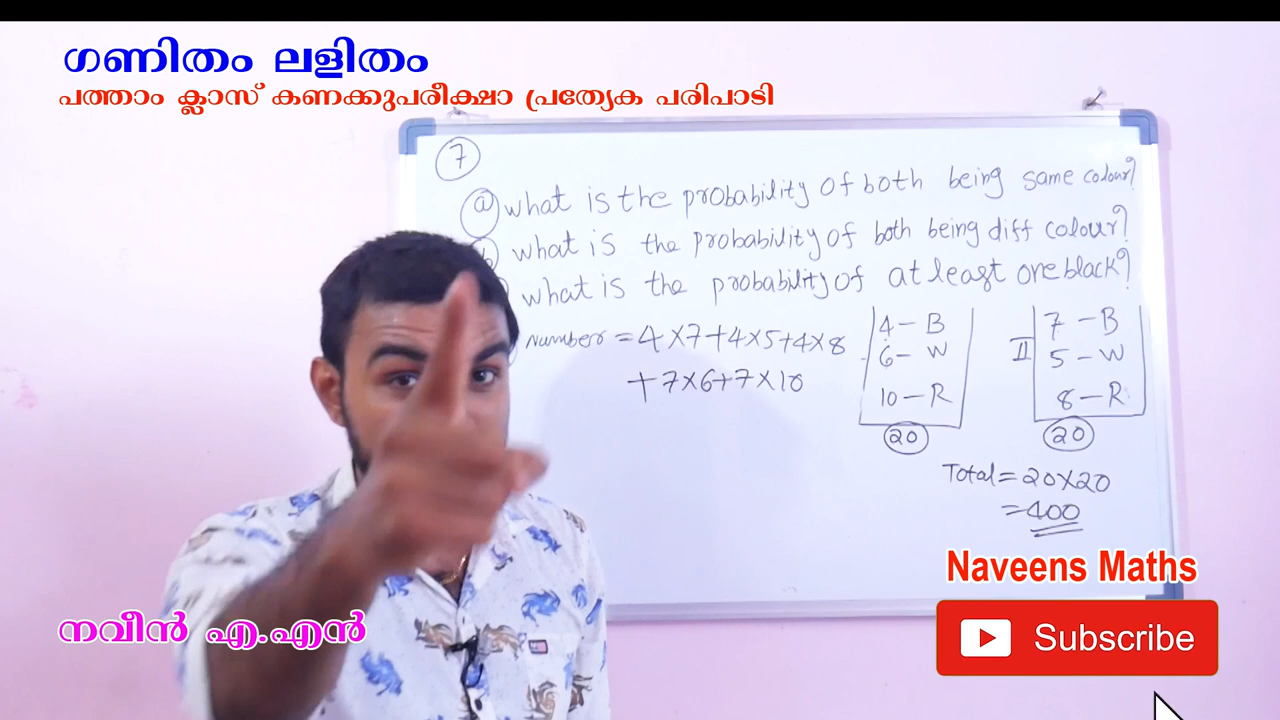 ഗണിതം ലളിതം
പത്താം ക്ലാസ് കണക്കുപരീക്ഷാ പ്രത്യേക പരിപാടി
7
a what is the probability of both being same colour?
b what is the probability of both being diff colour?
what is the probability of at least one black?
Number = 4×7+4×5+4×8
+7×6+7×10
4 - B
6 - W
10 - R
20
II
7 - B
5 - W
8 - R
20
Total = 20×20
= 400
Naveens Maths
Subscribe
നവീൻ എ.എൻ